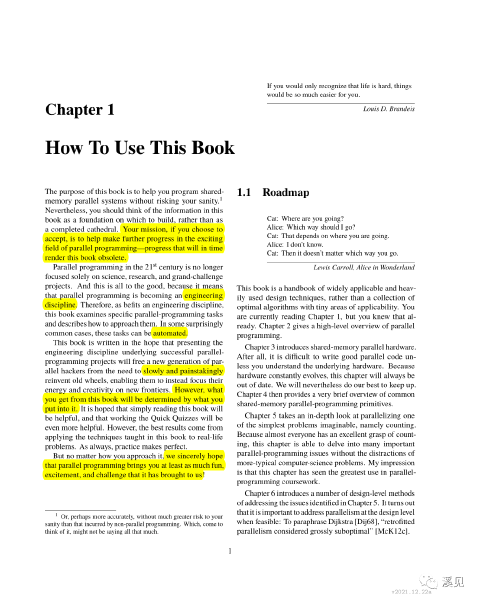 If you would only recognize that life is hard, things
would be so much easier for you.
Louis D. Brandeis
Chapter 1
How To Use This Book
The purpose of this book is to help you program shared-
memory parallel systems without risking your sanity.1
Nevertheless, you should think of the information in this
book as a foundation on which to build, rather than as
a completed cathedral. Your mission, if you choose to
accept, is to help make further progress in the exciting
field of parallel programming—progress that will in time
render this book obsolete.
Parallel programming in the 21st century is no longer
focused solely on science, research, and grand-challenge
projects. And this is all to the good, because it means
that parallel programming is becoming an engineering
discipline. Therefore, as befits an engineering discipline,
this book examines specific parallel-programming tasks
and describes how to approach them. In some surprisingly
common cases, these tasks can be automated.
This book is written in the hope that presenting the
engineering discipline underlying successful parallel-
programming projects will free a new generation of par-
allel hackers from the need to slowly and painstakingly
reinvent old wheels, enabling them to instead focus their
energy and creativity on new frontiers. However, what
you get from this book will be determined by what you
put into it. It is hoped that simply reading this book will
be helpful, and that working the Quick Quizzes will be
even more helpful. However, the best results come from
applying the techniques taught in this book to real-life
problems. As always, practice makes perfect.
But no matter how you approach it, we sincerely hope
that parallel programming brings you at least as much fun,
excitement, and challenge that it has brought to us!
1 Or, perhaps more accurately, without much greater risk to your
sanity than that incurred by non-parallel programming. Which, come to
think of it, might not be saying all that much.
1.1 Roadmap
Cat: Where are you going?
Alice: Which way should I go?
Cat: That depends on where you are going.
Alice: I don't know.
Cat: Then it doesn't matter which way you go.
Lewis Carroll, Alice in Wonderland
This book is a handbook of widely applicable and heav-
ily used design techniques, rather than a collection of
optimal algorithms with tiny areas of applicability. You
are currently reading Chapter 1, but you knew that al-
ready. Chapter 2 gives a high-level overview of parallel
programming.
Chapter 3 introduces shared-memory parallel hardware.
After all, it is difficult to write good parallel code un-
less you understand the underlying hardware. Because
hardware constantly evolves, this chapter will always be
out of date. We will nevertheless do our best to keep up.
Chapter 4 then provides a very brief overview of common
shared-memory parallel-programming primitives.
Chapter 5 takes an in-depth look at parallelizing one
of the simplest problems imaginable, namely counting.
Because almost everyone has an excellent grasp of count-
ing, this chapter is able to delve into many important
parallel-programming issues without the distractions of
more-typical computer-science problems. My impression
is that this chapter has seen the greatest use in parallel-
programming coursework.
Chapter 6 introduces a number of design-level methods
of addressing the issues identified in Chapter 5. It turns
out that it is important to address parallelism at the design level
when feasible: To paraphrase Dijkstra [Dij68], "retrofitted
parallelism considered grossly suboptimal" [McK12c].
1
溪见
v2021.12.22a